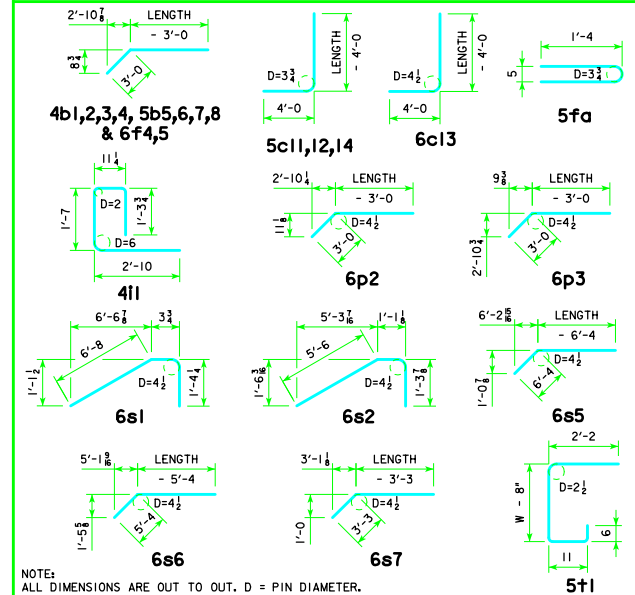 2'-10 7/8 LENGTH - 3'-0
8 3/4
3'-0
4b1,2,3,4, 5b5,6,7,8
& 6f4,5
D=3 3/4 LENGTH - 4'-0
4'-0
5c11,12,14
D=4 1/2 LENGTH - 4'-0
4'-0
6c13
1'-4
5 D=3 3/4
5fa
11 1/4
D=2
1'-7 1'-3 3/4
D=6
2'-10
4i1
2'-10 1/4 LENGTH - 3'-0
11 1/8 D=4 1/2
3'-0
6p2
9 3/8 LENGTH - 3'-0
2'-10 3/4 D=4 1/2
3'-0
6p3
6'-6 7/8 3 3/4
6'-8
1'-1 1/2 D=4 1/2 1'-4 1/4
6s1
5'-3 7/16 1'-1 1/8
5'-6
1'-6 3/16 D=4 1/2 1'-3 7/8
6s2
6'-2 15/16 LENGTH - 6'-4
1'-0 7/8 D=4 1/2
6'-4
6s5
5'-1 9/16 LENGTH - 5'-4
1'-5 5/8 D=4 1/2
5'-4
6s6
3'-1 1/8 LENGTH - 3'-3
1'-0 D=4 1/2
3'-3
6s7
2'-2
W - 8" D=2 1/2
6
11
5t1
NOTE:
ALL DIMENSIONS ARE OUT TO OUT. D = PIN DIAMETER.